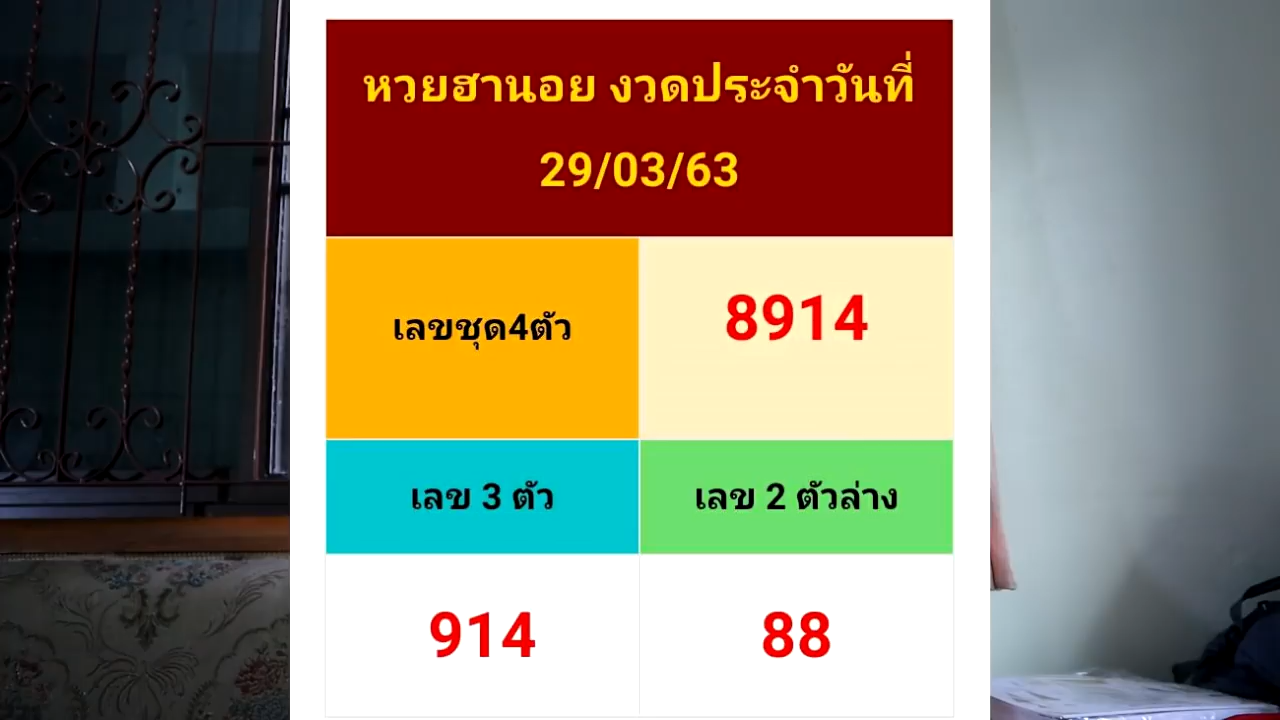 หวยฮานอย งวดประจำวันที่
29/03/63
เลขชุด4ตัว
8914
เลข 3 ตัว
เลข 2 ตัวล่าง
914
88